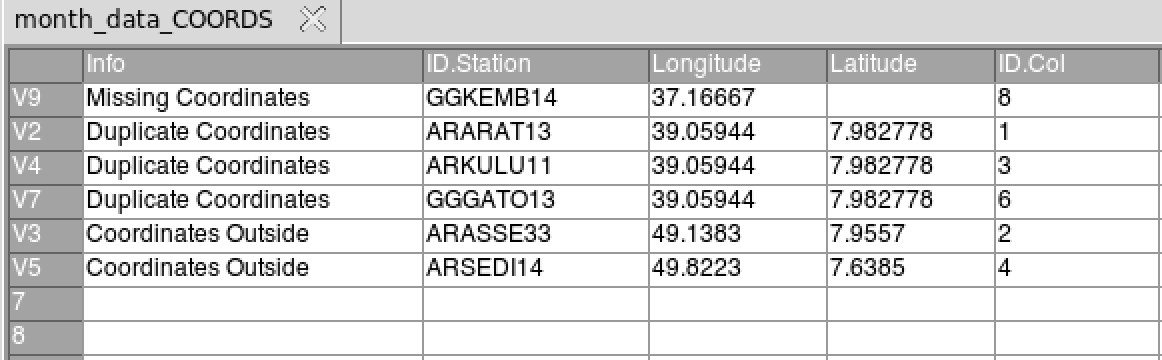 month_data_COORDS
Info ID.Station Longitude Latitude ID.Col
V9 Missing Coordinates GGKEMB14 37.16667 8
V2 Duplicate Coordinates ARARAT13 39.05944 7.982778 1
V4 Duplicate Coordinates ARKULU11 39.05944 7.982778 3
V7 Duplicate Coordinates GGGATO13 39.05944 7.982778 6
V3 Coordinates Outside ARASSE33 49.1383 7.9557 2
V5 Coordinates Outside ARSEDI14 49.8223 7.6385 4
7
8